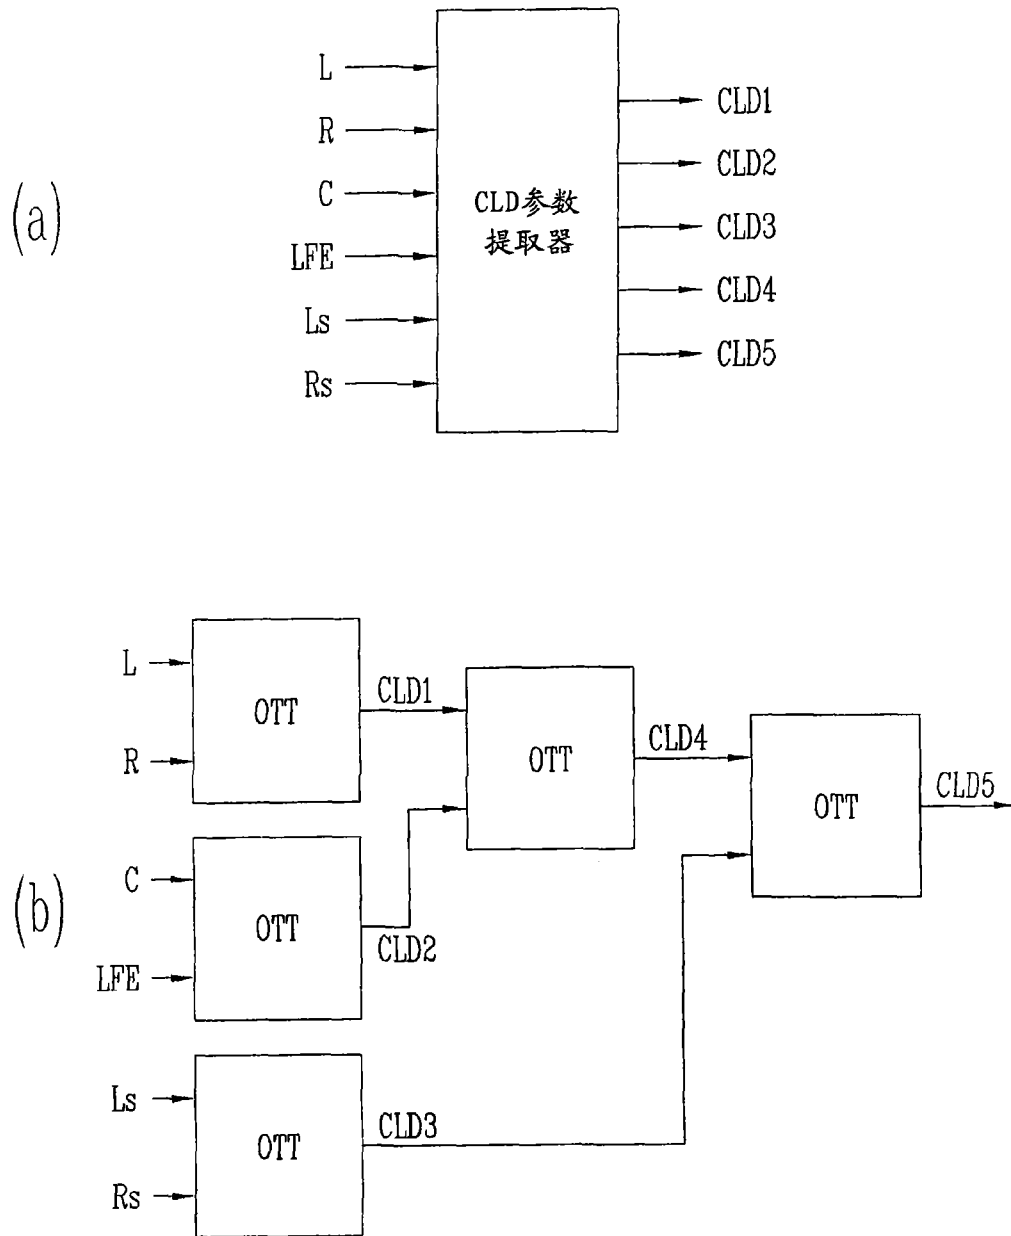 (a)
L
R
C
LFE
Ls
Rs
CLD参数
提取器
CLD1
CLD2
CLD3
CLD4
CLD5
(b)
L
R
OTT
CLD1
C
LFE
OTT
CLD2
Ls
Rs
OTT
CLD3
OTT
CLD4
OTT
CLD5